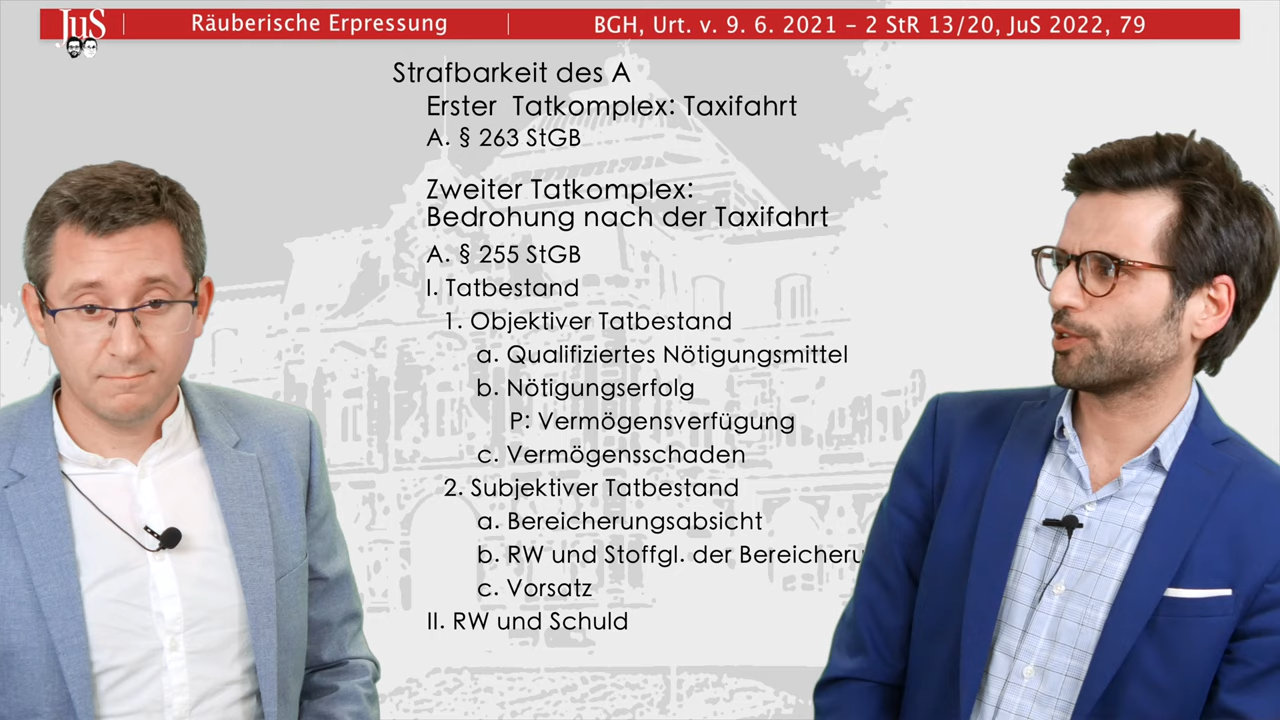 JuS
Räuberische Erpressung
BGH, Urt. v. 9. 6. 2021 – 2 StR 13/20, JuS 2022, 79
Strafbarkeit des A
Erster Tatkomplex: Taxifahrt
A. § 263 StGB
Zweiter Tatkomplex:
Bedrohung nach der Taxifahrt
A. § 255 StGB
I. Tatbestand
1. Objektiver Tatbestand
a. Qualifiziertes Nötigungsmittel
b. Nötigungserfolg
P: Vermögensverfügung
c. Vermögensschaden
2. Subjektiver Tatbestand
a. Bereicherungsabsicht
b. RW und Stoffgl. der Bereicheru
c. Vorsatz
II. RW und Schuld